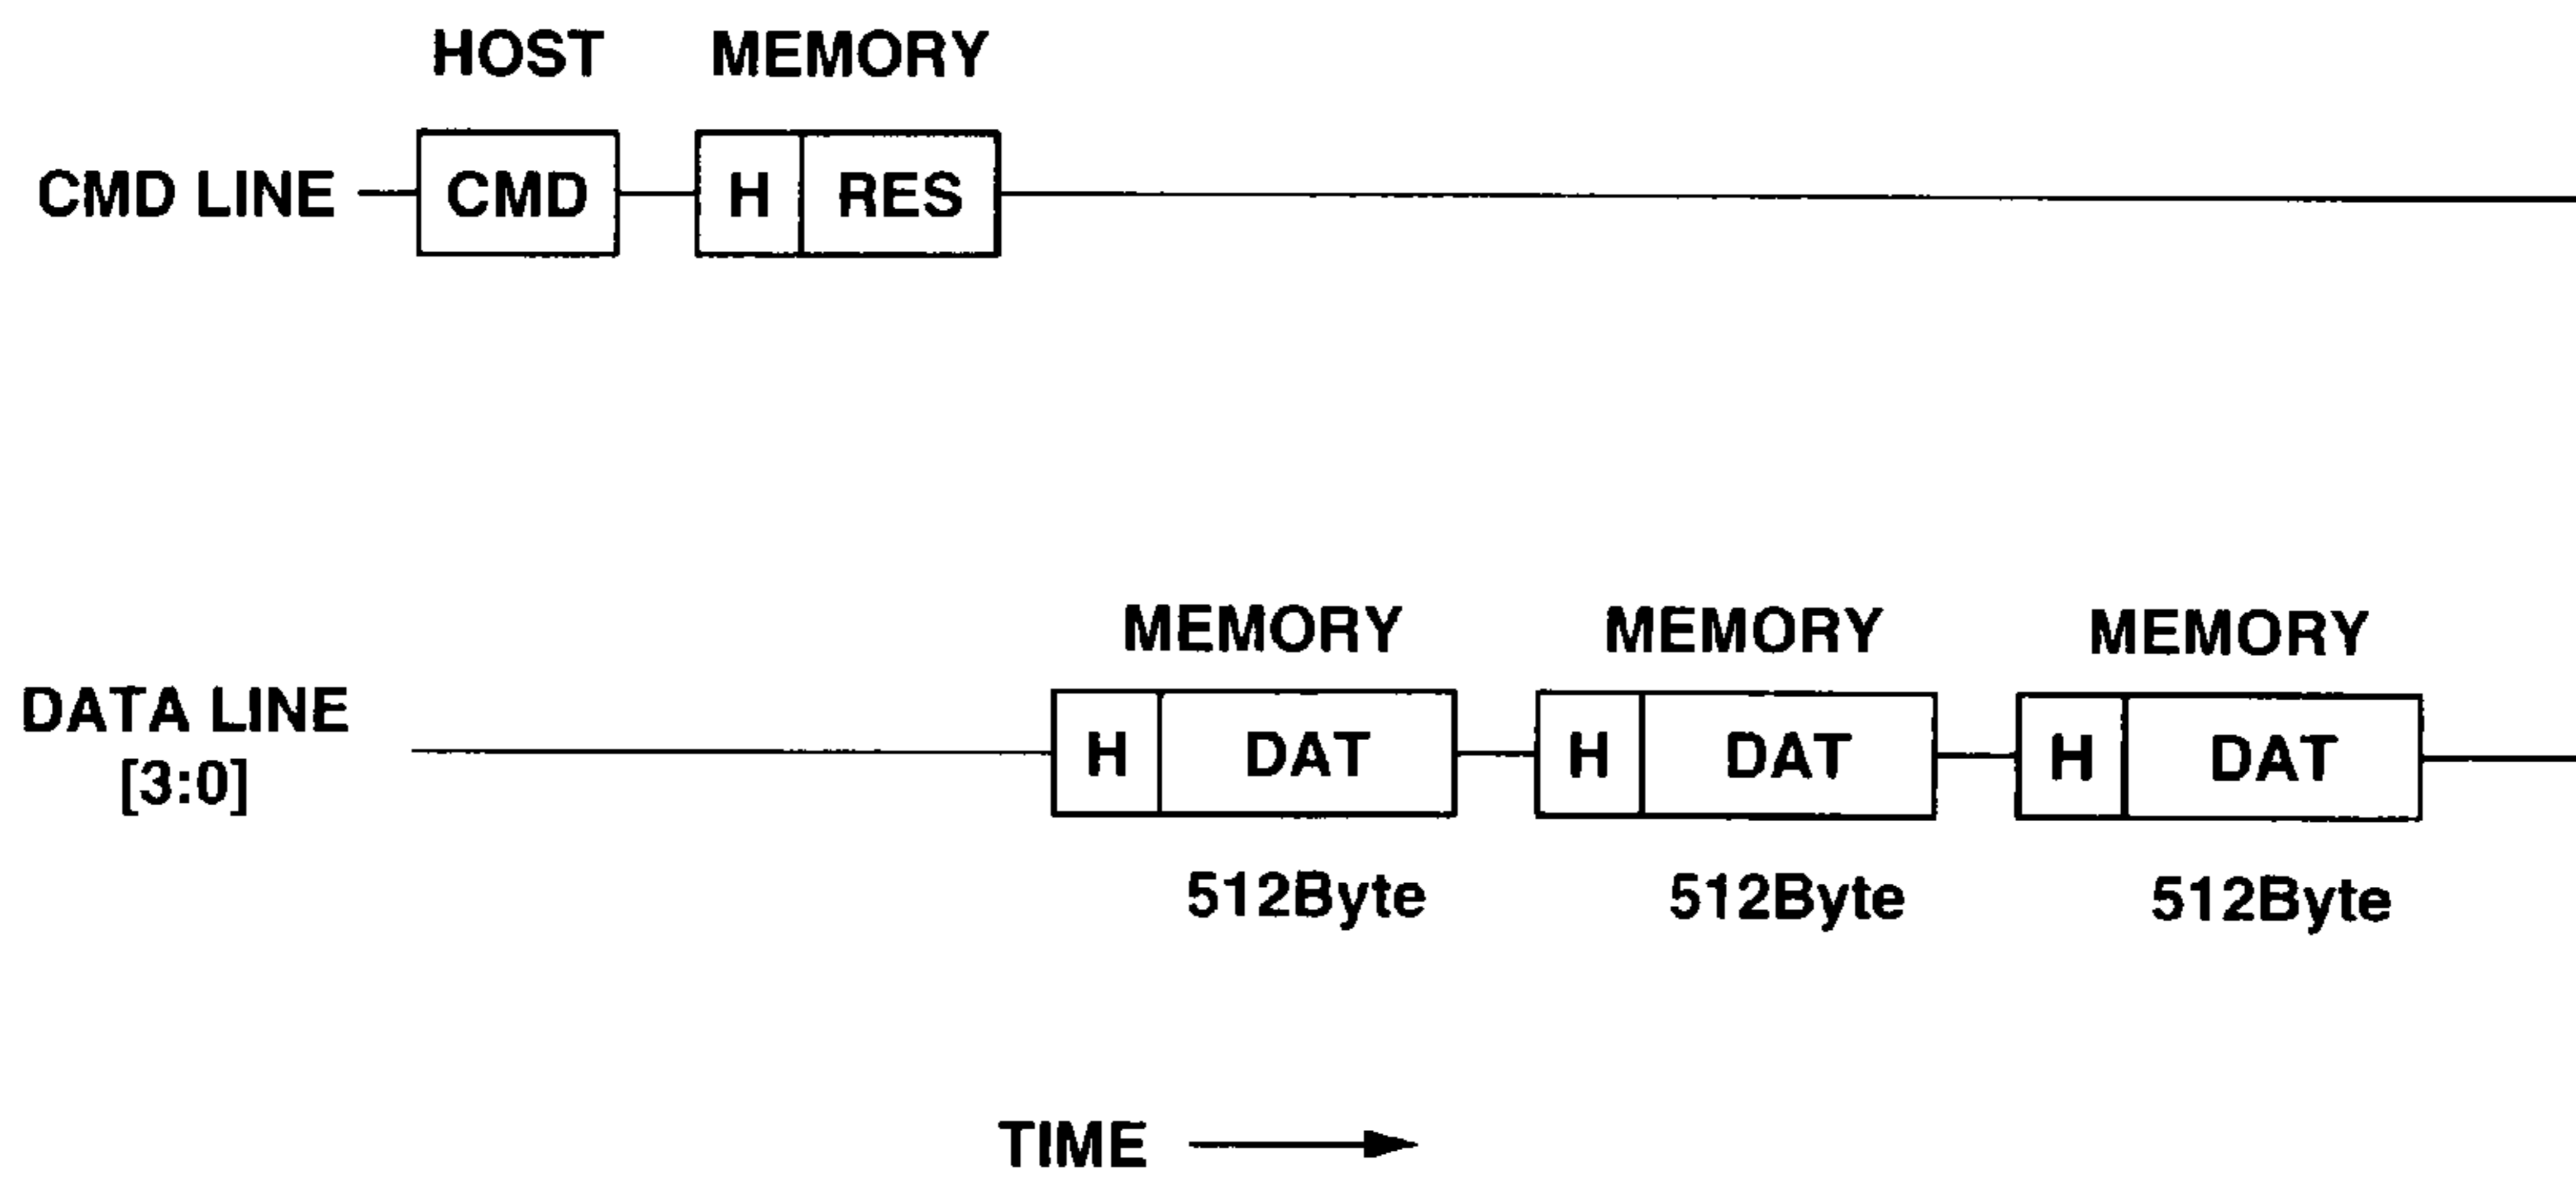 HOST MEMORY
CMD LINE CMD H RES
MEMORY MEMORY MEMORY
DATA LINE
[3:0]
H DAT H DAT H DAT
512Byte 512Byte 512Byte
TIME